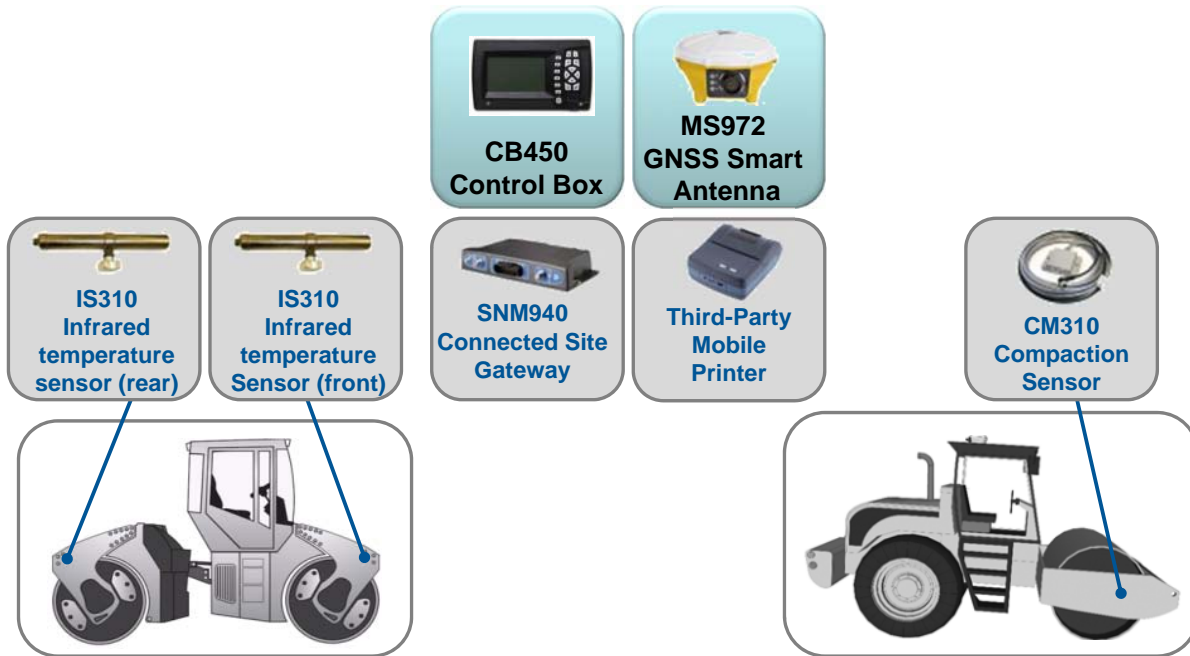 CB450
Control Box
MS972
GNSS Smart
Antenna
IS310
Infrared
temperature
sensor (rear)
IS310
Infrared
temperature
Sensor (front)
SNM940
Connected Site
Gateway
Third-Party
Mobile
Printer
CM310
Compaction
Sensor